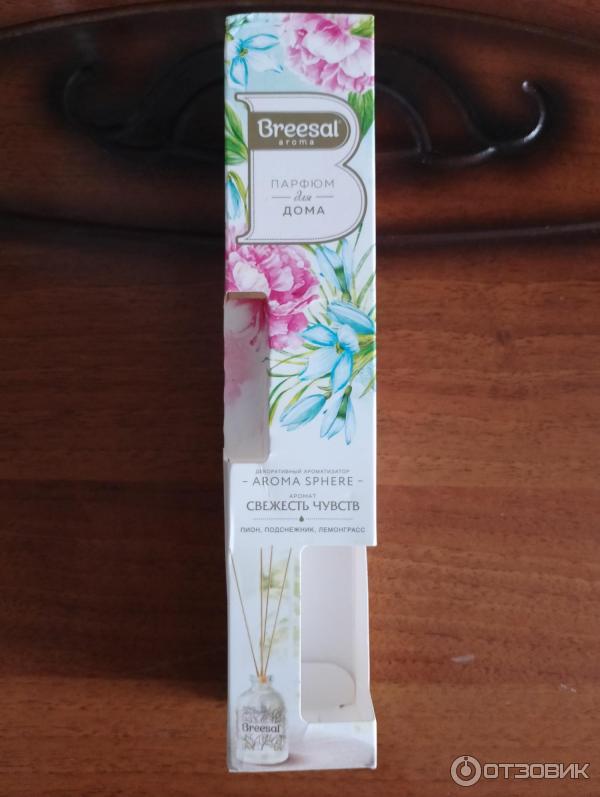 Breesal
aroma
ПАРФЮМ
для
ДОМА
ДЕКОРАТИВНЫЙ АРОМАТИЗАТОР
- AROMA SPHERE -
АРОМАТ
СВЕЖЕСТЬ ЧУВСТВ
ПИОН, ПОДСНЕЖНИК, ЛЕМОНГРАСС
Breesal
ОТЗОВИК